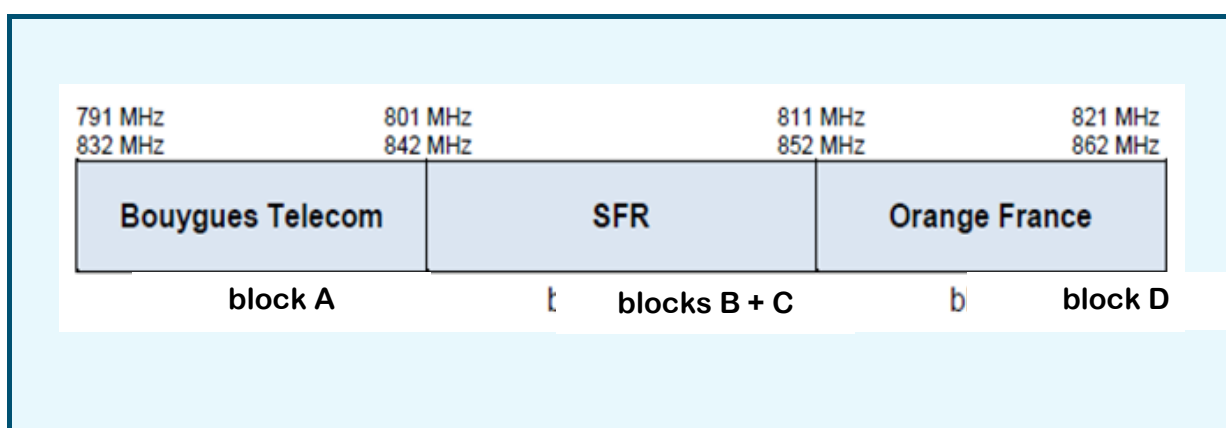 791 MHz 801 MHz 811 MHz 821 MHz
832 MHz 842 MHz 852 MHz 862 MHz
Bouygues Telecom SFR Orange France
block A blocks B + C block D